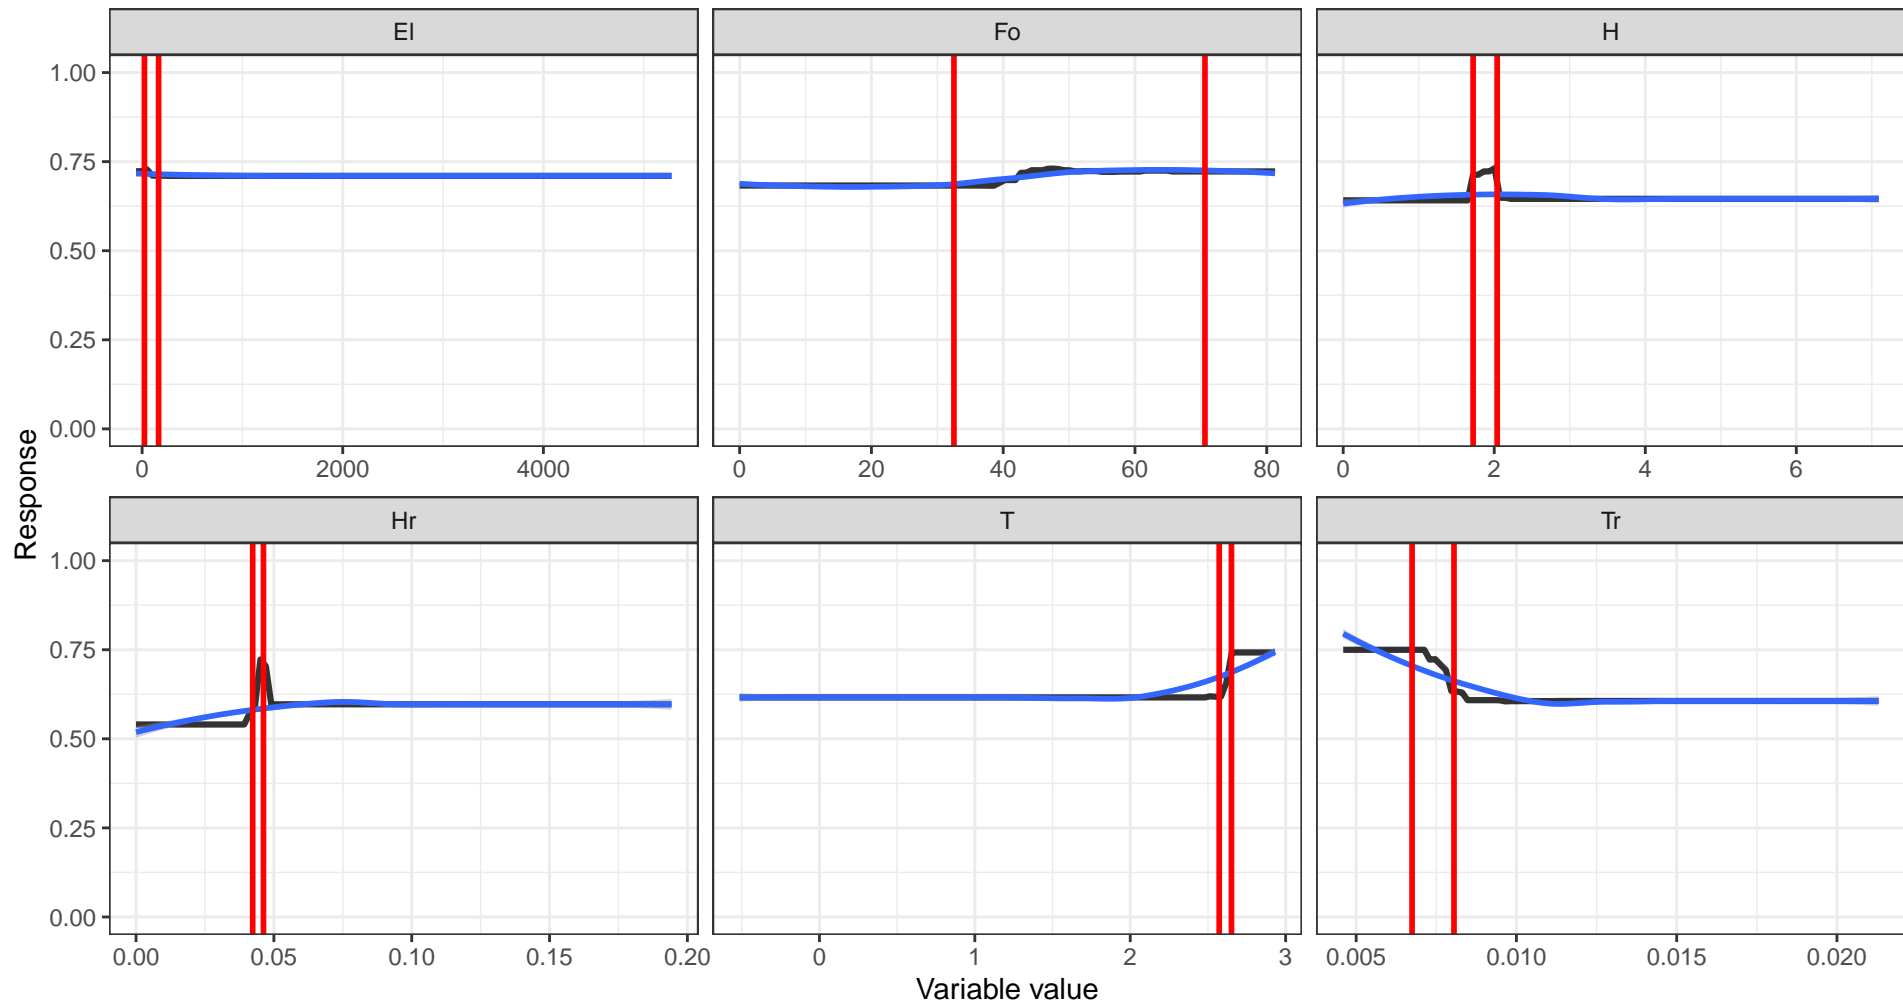 El
Fo
H
1.00
0.75
0.50
0.25
0.00
0 2000 4000
0 20 40 60 80
0 2 4 6
Response
Hr
T
Tr
1.00
0.75
0.50
0.25
0.00
0.00 0.05 0.10 0.15 0.20
0 1 2 3
0.005 0.010 0.015 0.020
Variable value